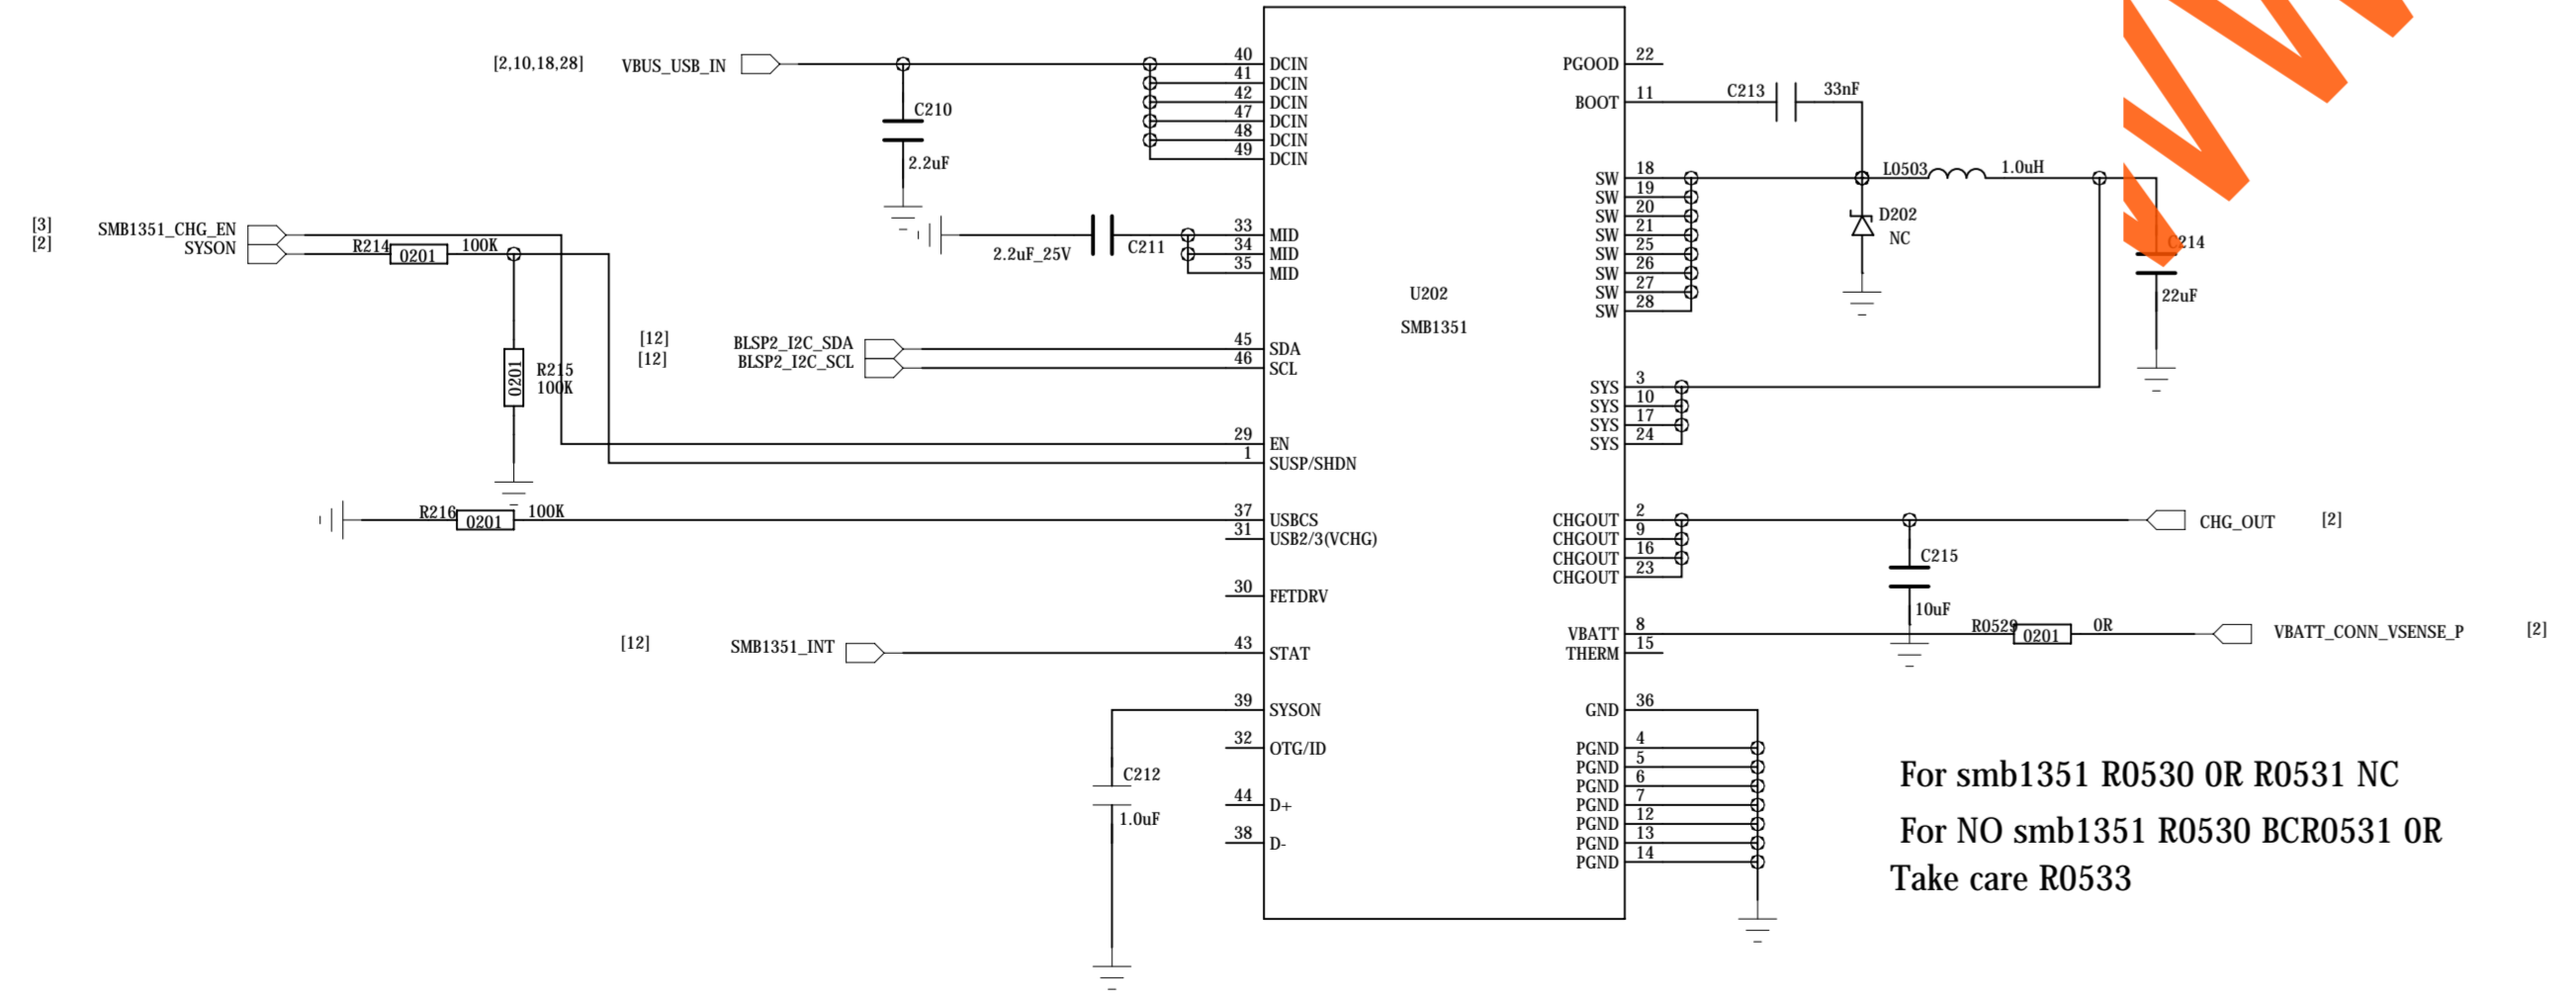 [2,10,18,28] VBUS_USB_IN
C210
2.2uF
[3] SMB1351_CHG_EN
[2] SYSON
R214 0201 100K
0201 R215
100K
2.2uF_25V C211
[12] BLSP2_I2C_SDA
[12] BLSP2_I2C_SCL
R216 0201 100K
[12] SMB1351_INT
C212
1.0uF
40 DCIN
41 DCIN
42 DCIN
47 DCIN
48 DCIN
49 DCIN
33 MID
34 MID
35 MID
45 SDA
46 SCL
29 EN
1 SUSP/SHDN
37 USBCS
31 USB2/3(VCHG)
30 FETDRV
43 STAT
39 SYSON
32 OTG/ID
44 D+
38 D-
U202
SMB1351
PGOOD 22
BOOT 11
SW 18
SW 19
SW 20
SW 21
SW 25
SW 26
SW 27
SW 28
SYS 3
SYS 10
SYS 17
SYS 24
CHGOUT 2
CHGOUT 9
CHGOUT 16
CHGOUT 23
VBATT 8
THERM 15
GND 36
PGND 4
PGND 5
PGND 6
PGND 7
PGND 12
PGND 13
PGND 14
C213 33nF
L0503 1.0uH
D202
NC
C214
22uF
CHG_OUT [2]
C215
10uF
R0529 0201 0R VBATT_CONN_VSENSE_P [2]
For smb1351 R0530 0R R0531 NC
For NO smb1351 R0530 BCR0531 0R
Take care R0533